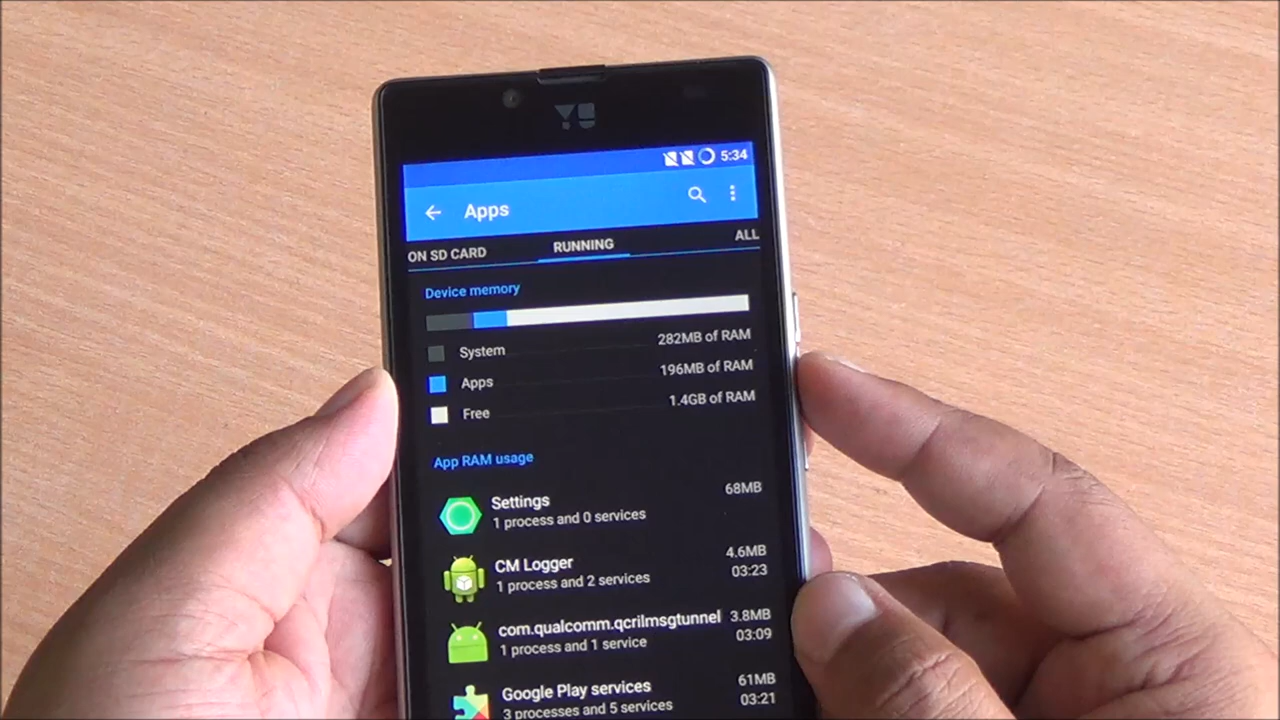 YU
5:34
Apps
ON SD CARD RUNNING ALL
Device memory
System 282MB of RAM
Apps 196MB of RAM
Free 1.4GB of RAM
App RAM usage
Settings 68MB
1 process and 0 services
CM Logger 4.6MB
1 process and 2 services 03:23
com.qualcomm.qcrilmsgtunnel 3.8MB
1 process and 1 service 03:09
Google Play services 61MB
3 processes and 5 services 03:21